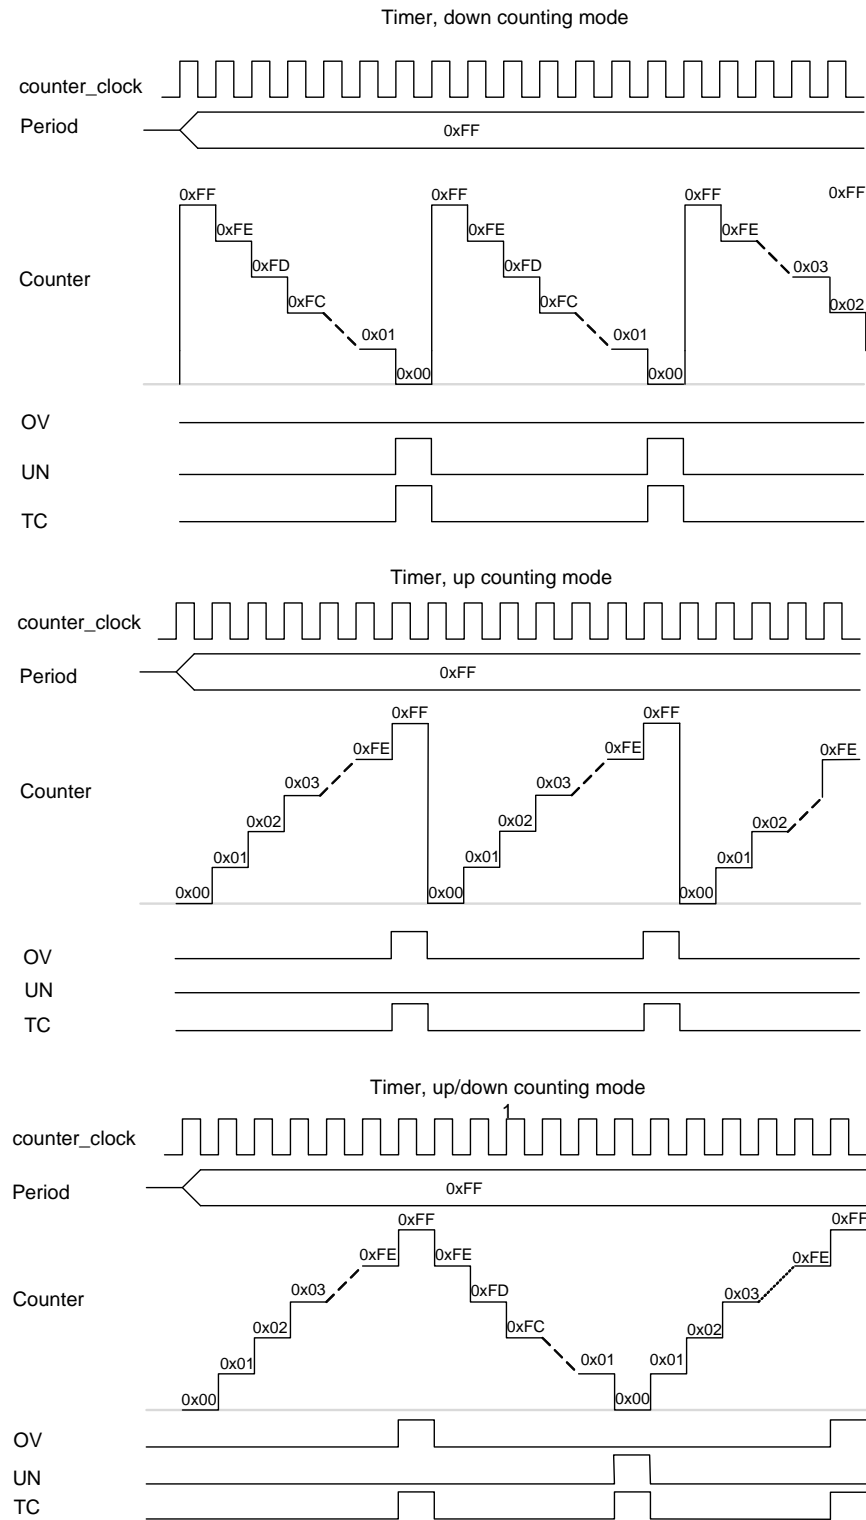 Timer, down counting mode
counter_clock
Period
0xFF
0xFF 0xFF 0xFF 0xFF
0xFE 0xFE 0xFE
0xFD 0xFD 0x03
Counter
0xFC 0xFC 0x02
0x01 0x01
0x00 0x00
OV
UN
TC
Timer, up counting mode
counter_clock
Period
0xFF
0xFF 0xFF
0xFE 0xFE 0xFE
Counter
0x03 0x03
0x02 0x02 0x02
0x01 0x01 0x01
0x00 0x00 0x00
OV
UN
TC
Timer, up/down counting mode
1
counter_clock
Period
0xFF
0xFF 0xFF
0xFE 0xFE 0xFE
Counter
0x03 0xFD 0x03
0x02 0xFC 0x02
0x01 0x01 0x01
0x00 0x00
OV
UN
TC